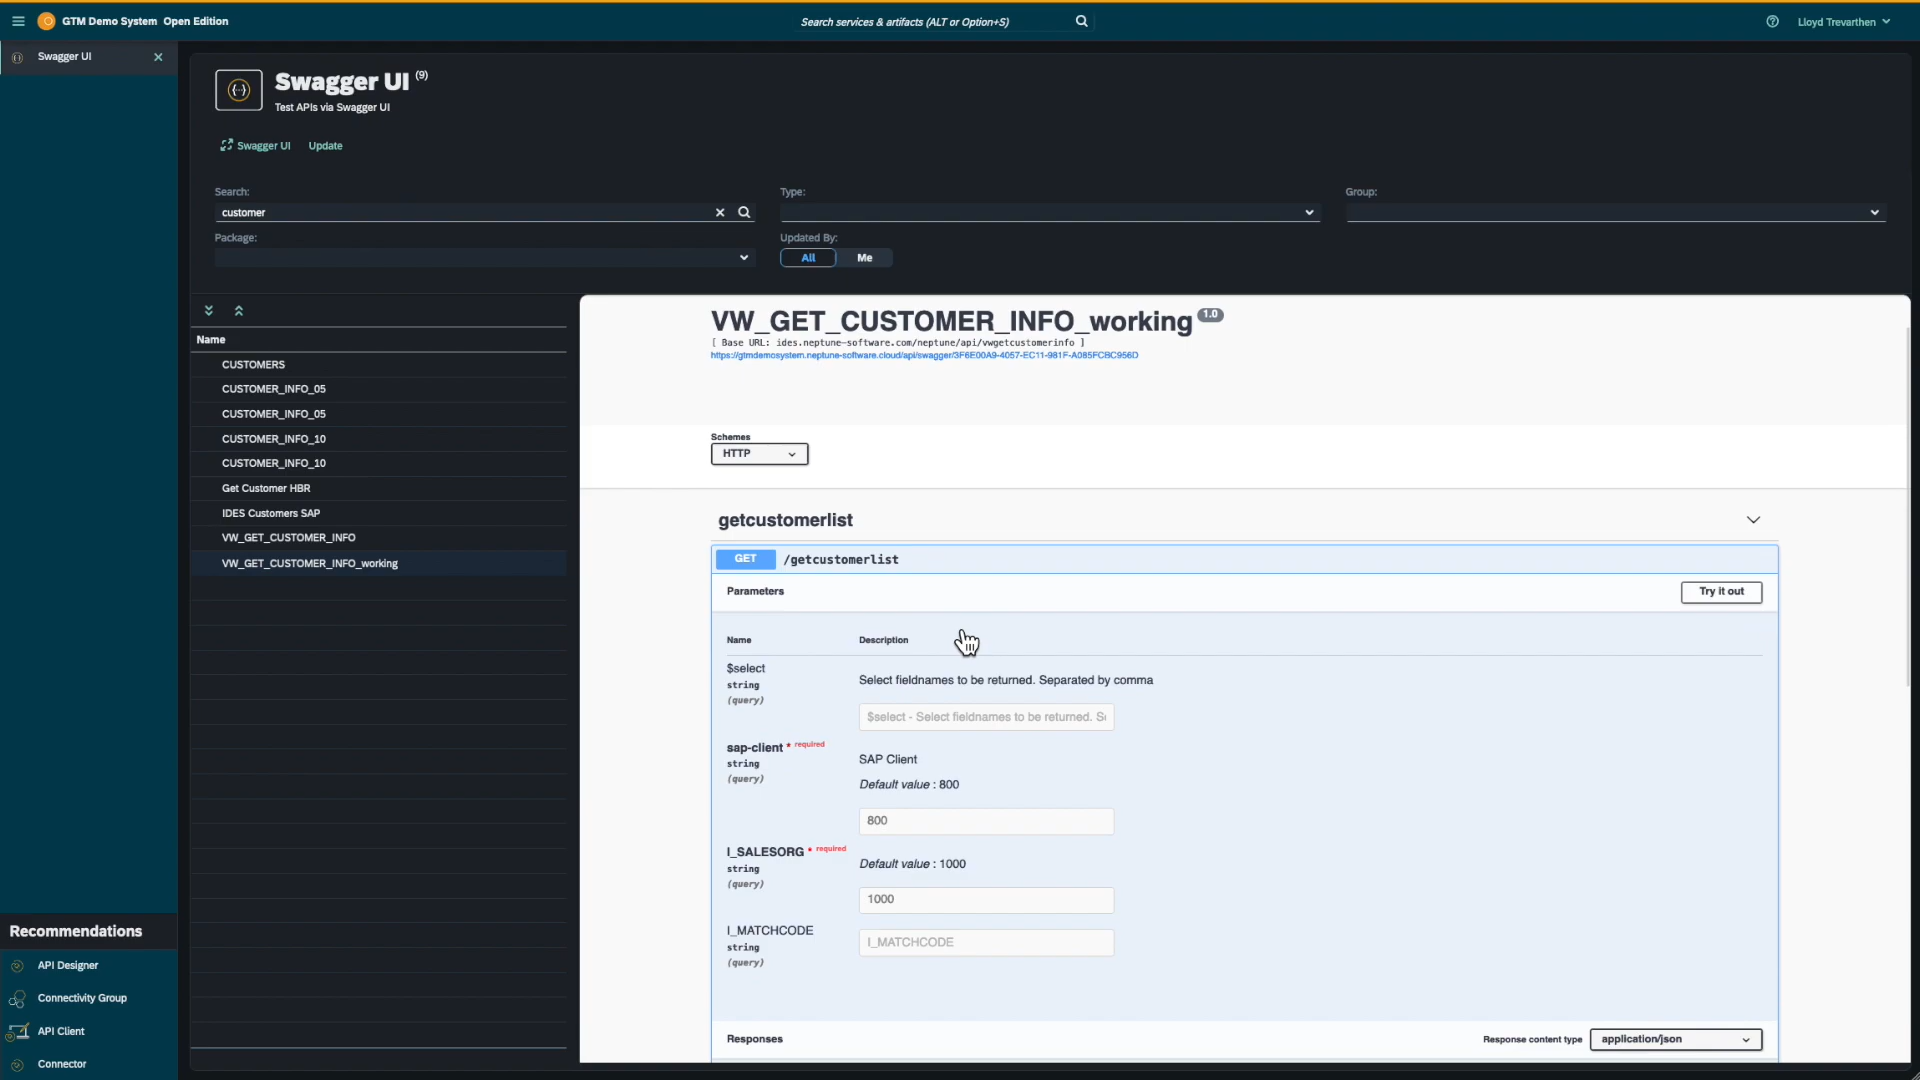 GTM Demo System Open Edition
Search services & artifacts (ALT or Option+S)
Lloyd Trevarthen
Swagger UI
Swagger UI (9)
Test APIs via Swagger UI
Swagger UI Update
Search:
customer
Type:
Group:
Package:
Updated By:
All Me
Name
CUSTOMERS
CUSTOMER_INFO_05
CUSTOMER_INFO_05
CUSTOMER_INFO_10
CUSTOMER_INFO_10
Get Customer HBR
IDES Customers SAP
VW_GET_CUSTOMER_INFO
VW_GET_CUSTOMER_INFO_working
VW_GET_CUSTOMER_INFO_working 1.0
[ Base URL: ides.neptune-software.com/neptune/api/vwgetcustomerinfo ]
https://gtmdemosystem.neptune-software.cloud/api/swagger/3F6E00A9-4057-EC11-981F-A085FCBC956D
Schemes
HTTP
getcustomerlist
GET /getcustomerlist
Parameters
Try it out
Name Description
$select
string
(query)
Select fieldnames to be returned. Separated by comma
$select - Select fieldnames to be returned. Se
sap-client * required
string
(query)
SAP Client
Default value : 800
800
I_SALESORG * required
string
(query)
Default value : 1000
1000
I_MATCHCODE
string
(query)
I_MATCHCODE
Responses
Response content type application/json
Recommendations
API Designer
Connectivity Group
API Client
Connector